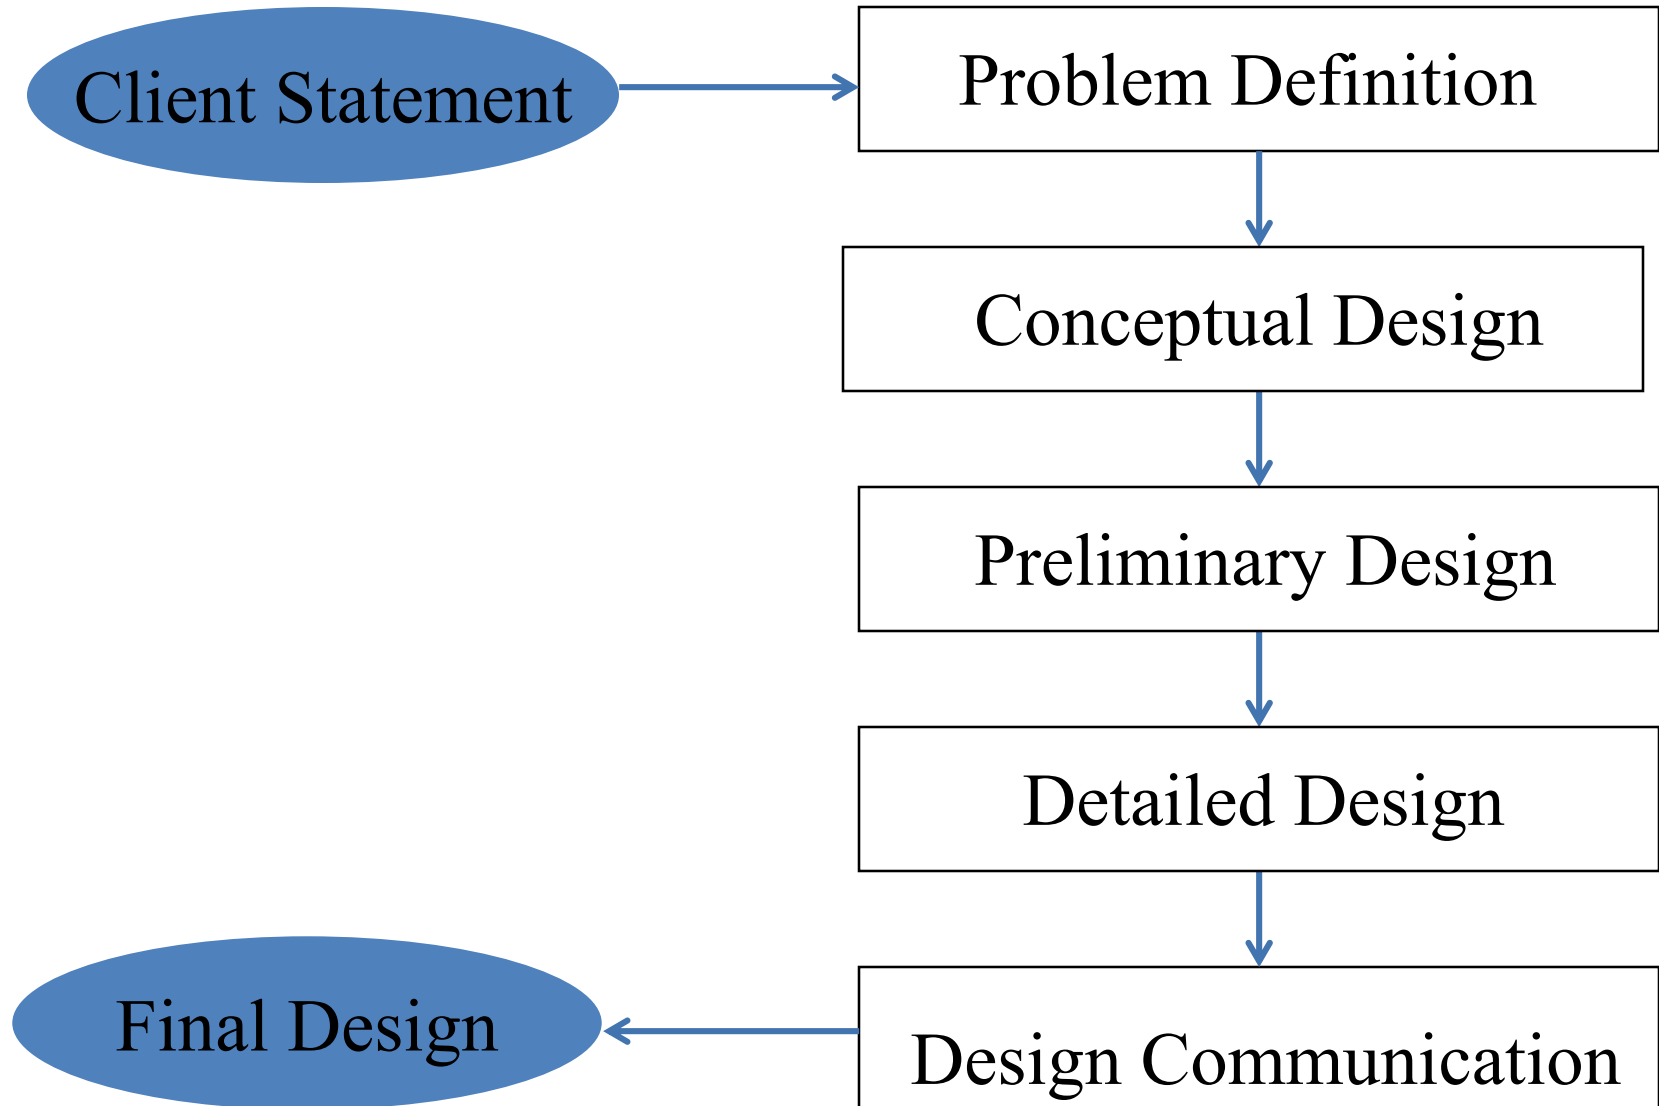 Client Statement
Problem Definition
Conceptual Design
Preliminary Design
Detailed Design
Design Communication
Final Design